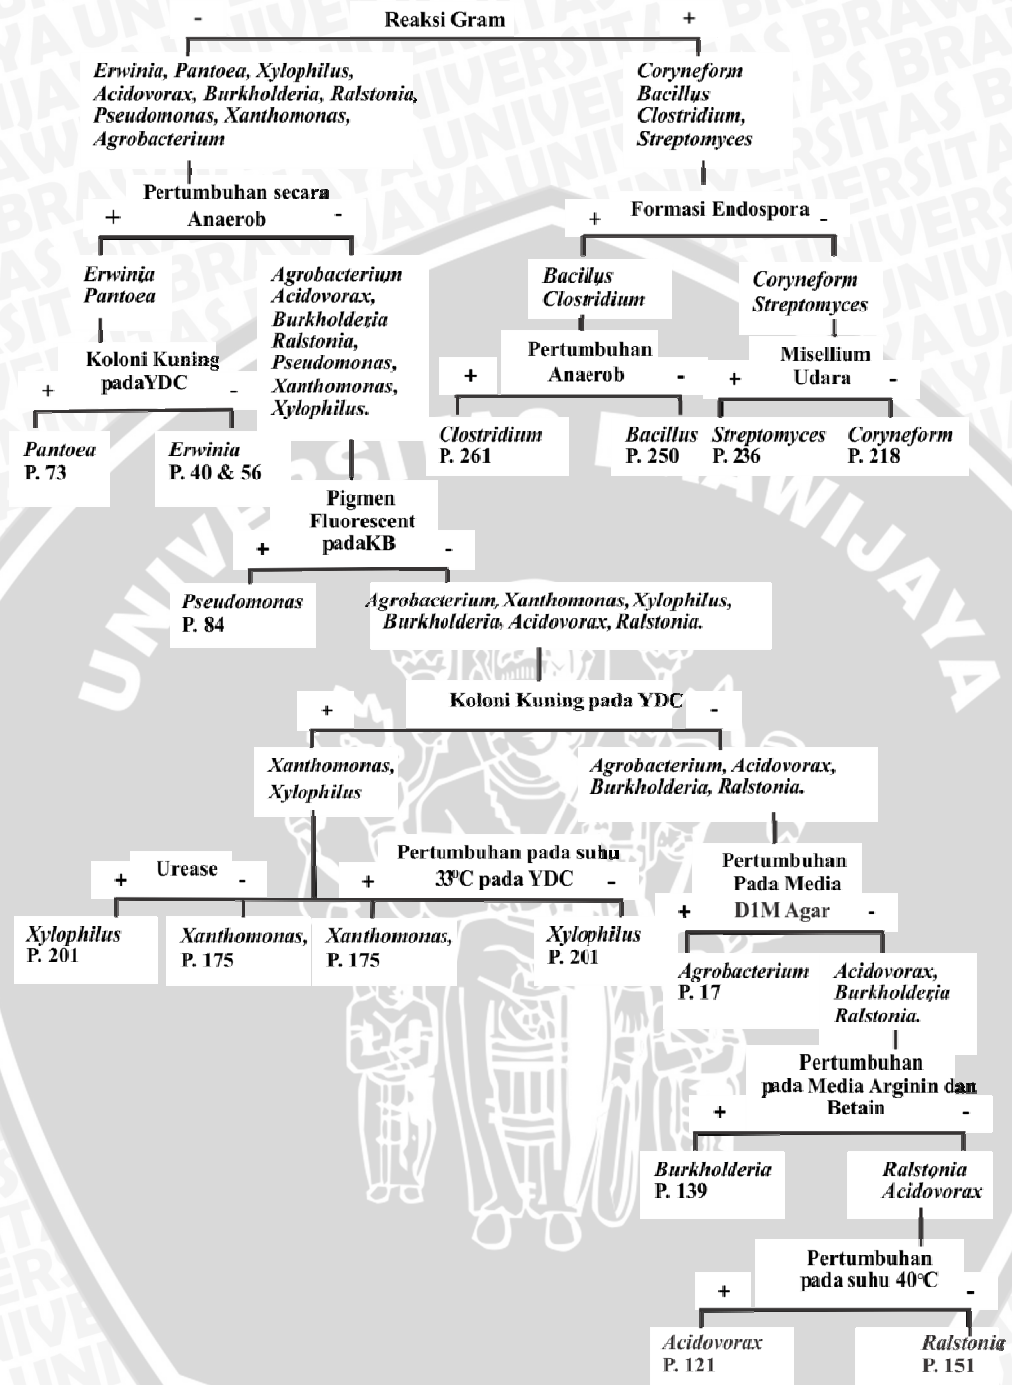 - Reaksi Gram +
Erwinia, Pantoea, Xylophilus,
Acidovorax, Burkholderia, Ralstonia,
Pseudomonas, Xanthomonas,
Agrobacterium
Coryneform
Bacillus
Clostridium,
Streptomyces
Pertumbuhan secara
+ Anaerob -
+ Formasi Endospora -
Erwinia
Pantoea
Agrobacterium
Acidovorax,
Burkholderia
Ralstonia,
Pseudomonas,
Xanthomonas,
Xylophilus.
Bacillus
Clostridium
Coryneform
Streptomyces
Koloni Kuning
+ padaYDC -
Pertumbuhan
+ Anaerob -
Misellium
+ Udara -
Pantoea
P. 73
Erwinia
P. 40 & 56
Clostridium
P. 261
Bacillus
P. 250
Streptomyces
P. 236
Coryneform
P. 218
Pigmen
Fluorescent
+ padaKB -
Pseudomonas
P. 84
Agrobacterium, Xanthomonas, Xylophilus,
Burkholderia, Acidovorax, Ralstonia.
+ Koloni Kuning pada YDC -
Xanthomonas,
Xylophilus
Agrobacterium, Acidovorax,
Burkholderia, Ralstonia.
+ Urease -
Pertumbuhan pada suhu
+ 33⁰C pada YDC -
Pertumbuhan
Pada Media
+ D1M Agar -
Xylophilus
P. 201
Xanthomonas,
P. 175
Xanthomonas,
P. 175
Xylophilus
P. 201
Agrobacterium
P. 17
Acidovorax,
Burkholderia
Ralstonia.
Pertumbuhan
pada Media Arginin dan
+ Betain -
Burkholderia
P. 139
Ralstonia
Acidovorax
Pertumbuhan
pada suhu 40°C
+ -
Acidovorax
P. 121
Ralstonia
P. 151
UNIVERSITAS BRAWIJAYA